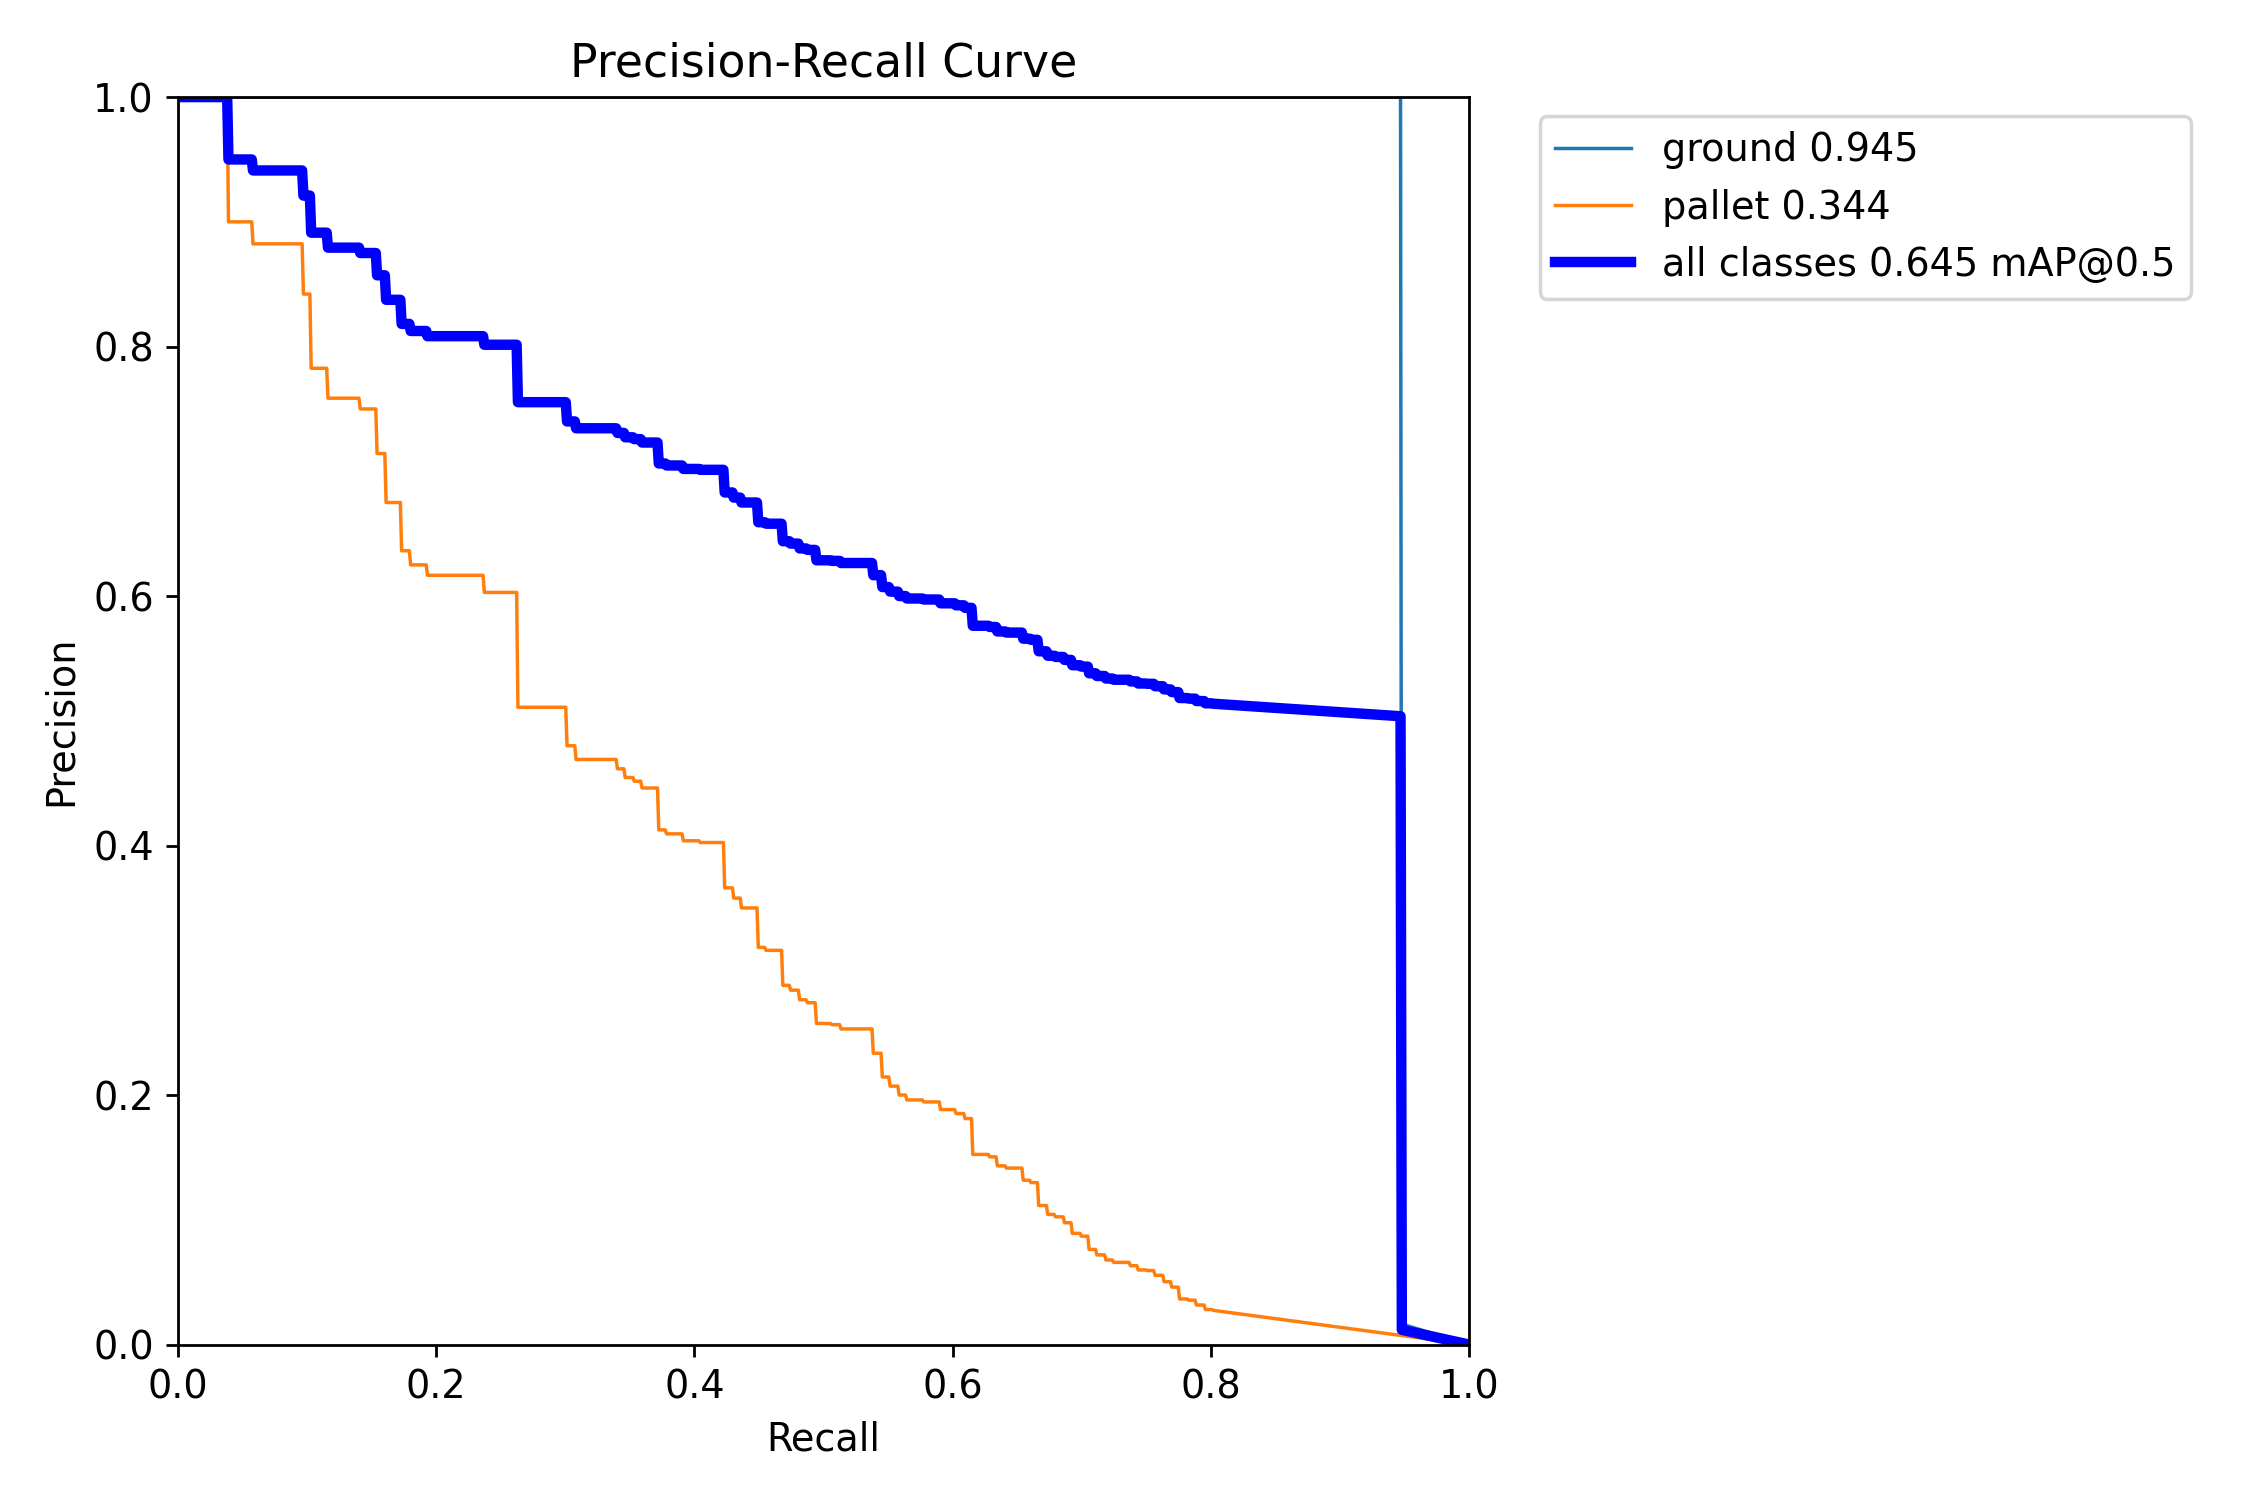 Precision-Recall Curve
1.0
0.8
0.6
0.4
0.2
0.0
Precision
0.0 0.2 0.4 0.6 0.8 1.0
Recall
ground 0.945
pallet 0.344
all classes 0.645 mAP@0.5